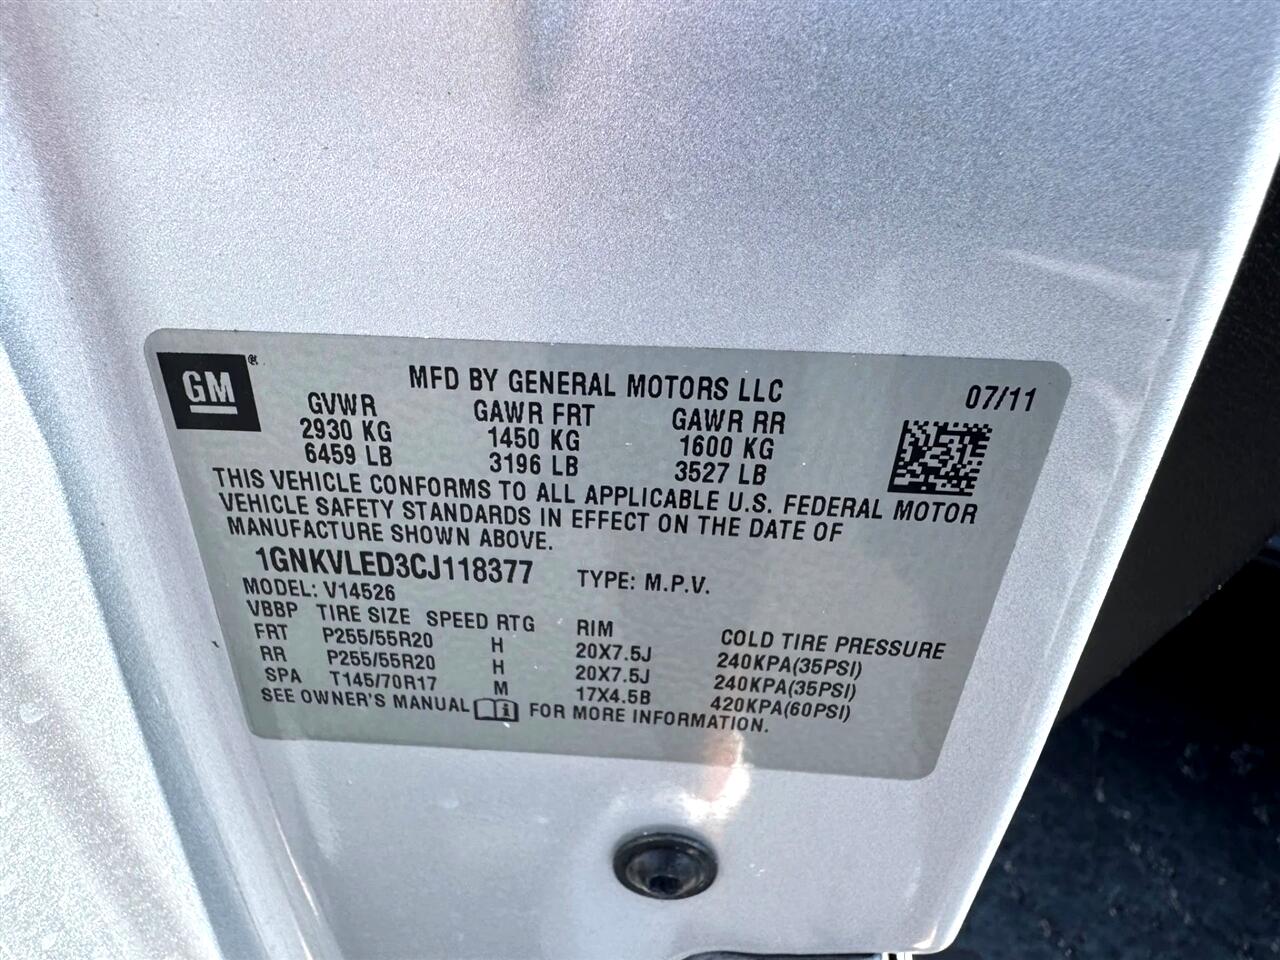 GM®
MFD BY GENERAL MOTORS LLC 07/11
GVWR GAWR FRT GAWR RR
2930 KG 1450 KG 1600 KG
6459 LB 3196 LB 3527 LB
THIS VEHICLE CONFORMS TO ALL APPLICABLE U.S. FEDERAL MOTOR
VEHICLE SAFETY STANDARDS IN EFFECT ON THE DATE OF
MANUFACTURE SHOWN ABOVE.
1GNKVLED3CJ118377 TYPE: M.P.V.
MODEL: V14526
VBBP TIRE SIZE SPEED RTG RIM COLD TIRE PRESSURE
FRT P255/55R20 H 20X7.5J 240KPA(35PSI)
RR P255/55R20 H 20X7.5J 240KPA(35PSI)
SPA T145/70R17 M 17X4.5B 420KPA(60PSI)
SEE OWNER'S MANUAL i FOR MORE INFORMATION.